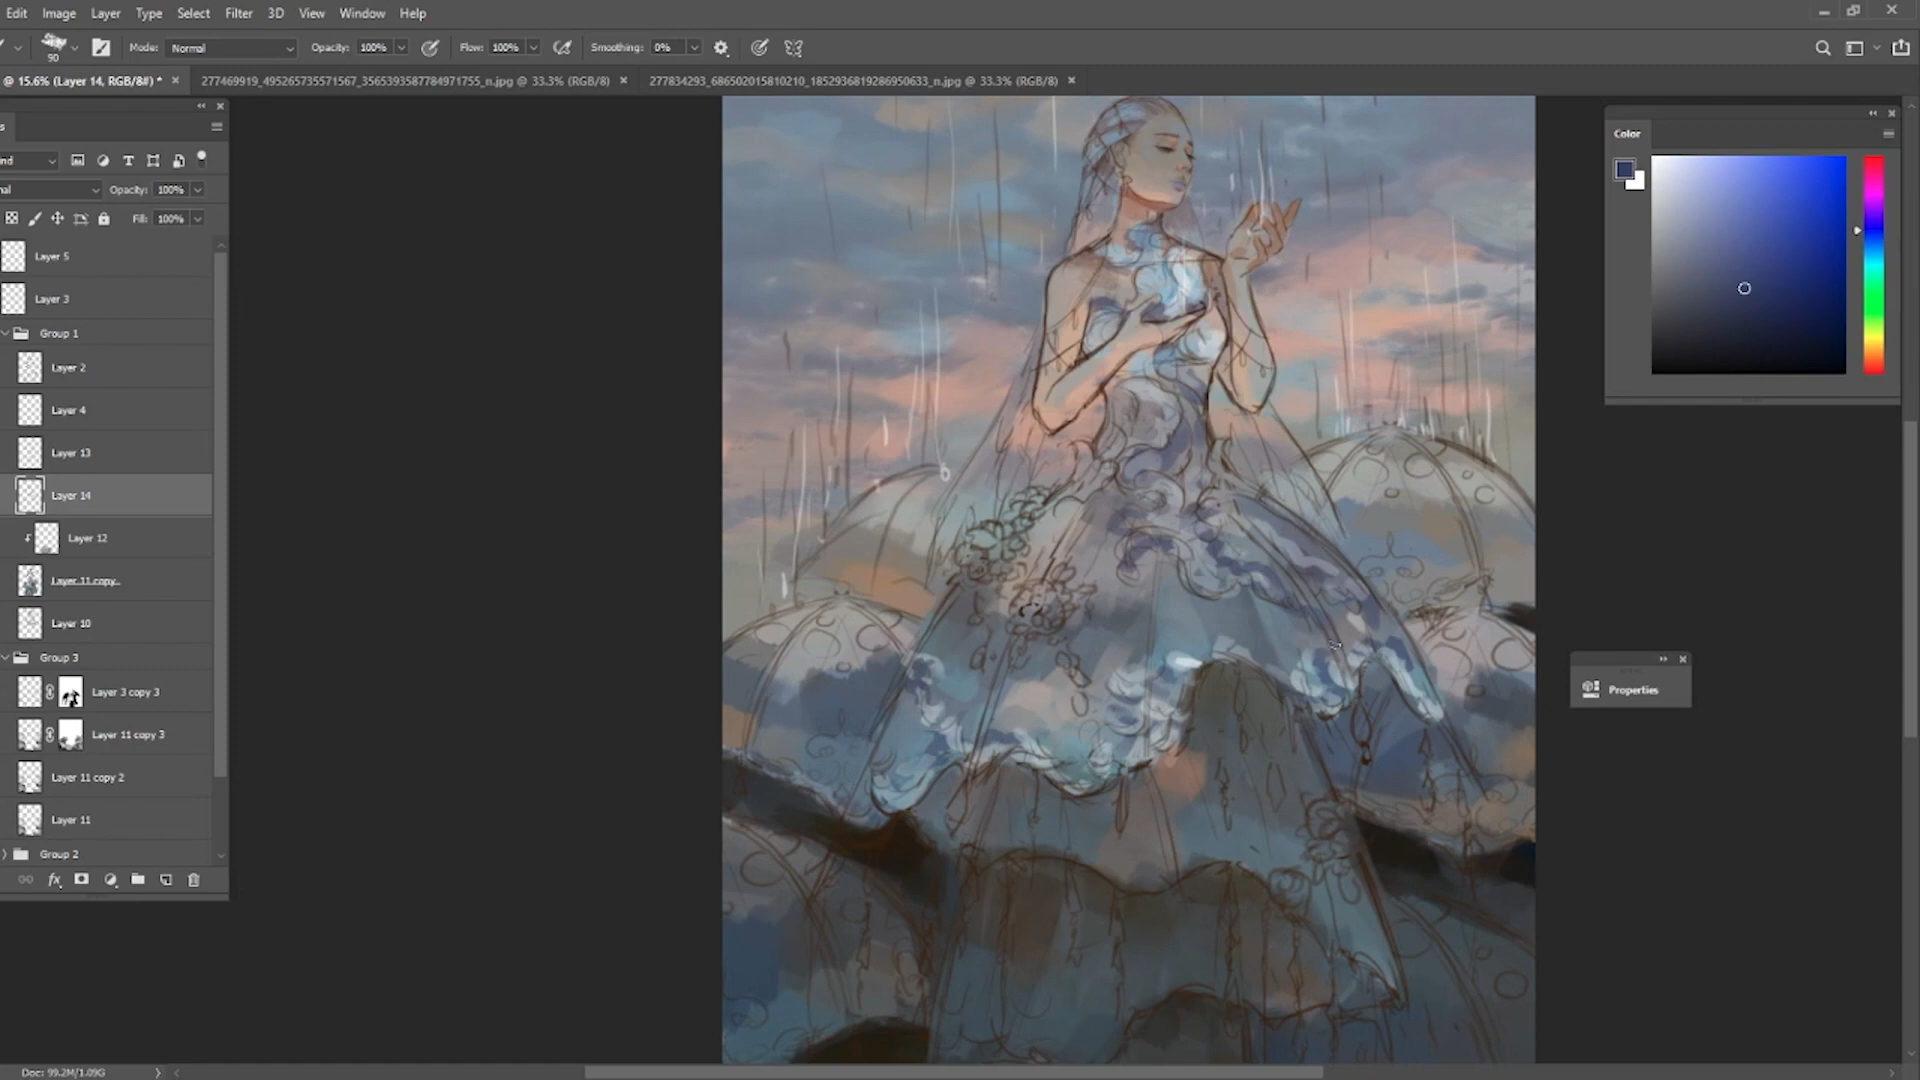 Edit Image Layer Type Select Filter 3D View Window Help
90 Mode: Normal Opacity: 100% Flow: 100% Smoothing: 0%
@ 15.6% (Layer 14, RGB/8#) * × 277469919_495265735571567_3565393587784971755_n.jpg @ 33.3% (RGB/8) × 277834293_686502015810210_1852936819286950633_n.jpg @ 33.3% (RGB/8) ×
s
nd
al Opacity: 100%
Fill: 100%
Layer 5
Layer 3
Group 1
Layer 2
Layer 4
Layer 13
Layer 14
Layer 12
Layer 11 copy
Layer 10
Group 3
Layer 3 copy 3
Layer 11 copy 3
Layer 11 copy 2
Layer 11
Group 2
fx
Doc: 99.2M/1.09G
Color
Properties